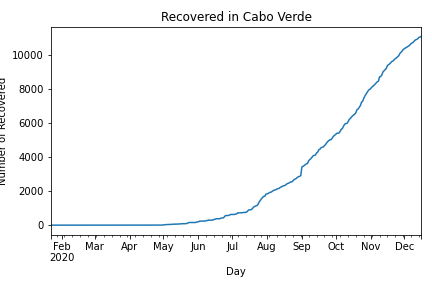 Recovered in Cabo Verde
Number of Recovered
10000
8000
6000
4000
2000
0
Feb Mar Apr May Jun Jul Aug Sep Oct Nov Dec
2020
Day